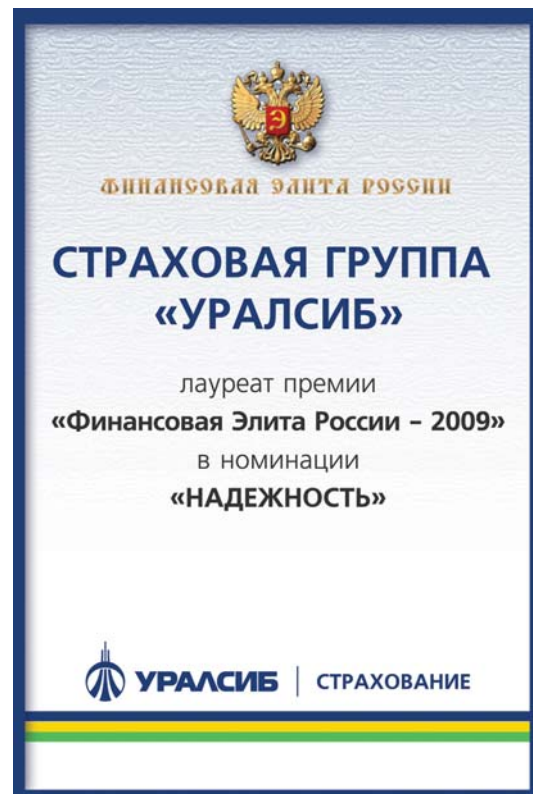 Э
ФИНАНСОВАЯ ЭЛИТА РОССИИ
СТРАХОВАЯ ГРУППА
«УРАЛСИБ»
лауреат премии
«Финансовая Элита России – 2009»
в номинации
«НАДЕЖНОСТЬ»
УРАЛСИБ | СТРАХОВАНИЕ